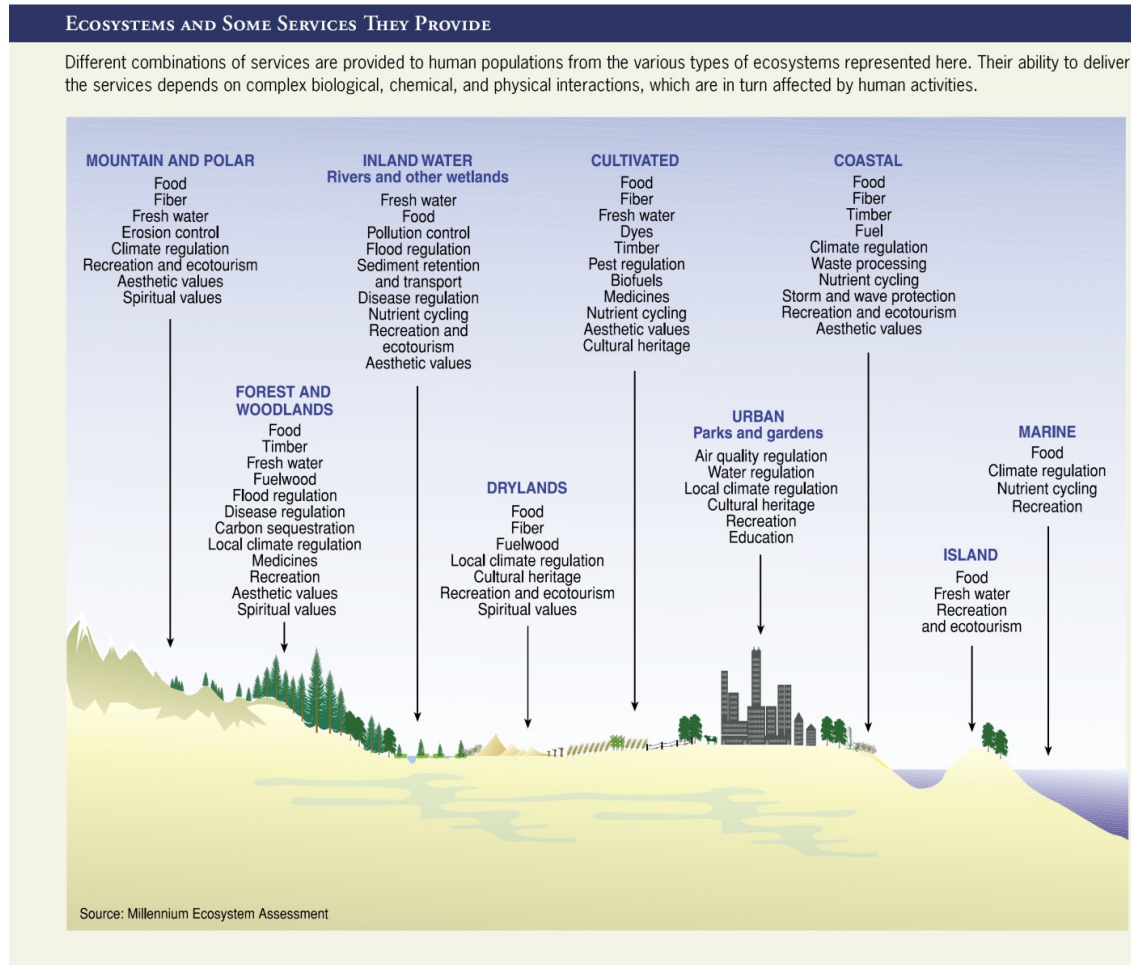 ECOSYSTEMS AND SOME SERVICES THEY PROVIDE
Different combinations of services are provided to human populations from the various types of ecosystems represented here. Their ability to deliver
the services depends on complex biological, chemical, and physical interactions, which are in turn affected by human activities.
MOUNTAIN AND POLAR
Food
Fiber
Fresh water
Erosion control
Climate regulation
Recreation and ecotourism
Aesthetic values
Spiritual values
INLAND WATER
Rivers and other wetlands
Fresh water
Food
Pollution control
Flood regulation
Sediment retention
and transport
Disease regulation
Nutrient cycling
Recreation and
ecotourism
Aesthetic values
CULTIVATED
Food
Fiber
Fresh water
Dyes
Timber
Pest regulation
Biofuels
Medicines
Nutrient cycling
Aesthetic values
Cultural heritage
COASTAL
Food
Fiber
Timber
Fuel
Climate regulation
Waste processing
Nutrient cycling
Storm and wave protection
Recreation and ecotourism
Aesthetic values
FOREST AND
WOODLANDS
Food
Timber
Fresh water
Fuelwood
Flood regulation
Disease regulation
Carbon sequestration
Local climate regulation
Medicines
Recreation
Aesthetic values
Spiritual values
DRYLANDS
Food
Fiber
Fuelwood
Local climate regulation
Cultural heritage
Recreation and ecotourism
Spiritual values
URBAN
Parks and gardens
Air quality regulation
Water regulation
Local climate regulation
Cultural heritage
Recreation
Education
MARINE
Food
Climate regulation
Nutrient cycling
Recreation
ISLAND
Food
Fresh water
Recreation
and ecotourism
Source: Millennium Ecosystem Assessment